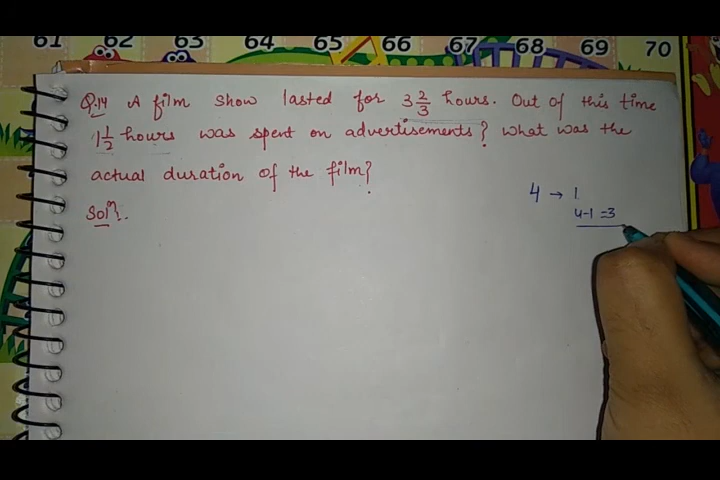 61 62 63 64 65 66 67 68 69 70
Q.14 A film show lasted for 3 2/3 hours. Out of this time
1 1/2 hours was spent on advertisements? What was the
actual duration of the film?
Solⁿ:.
4 → 1
4-1 =3